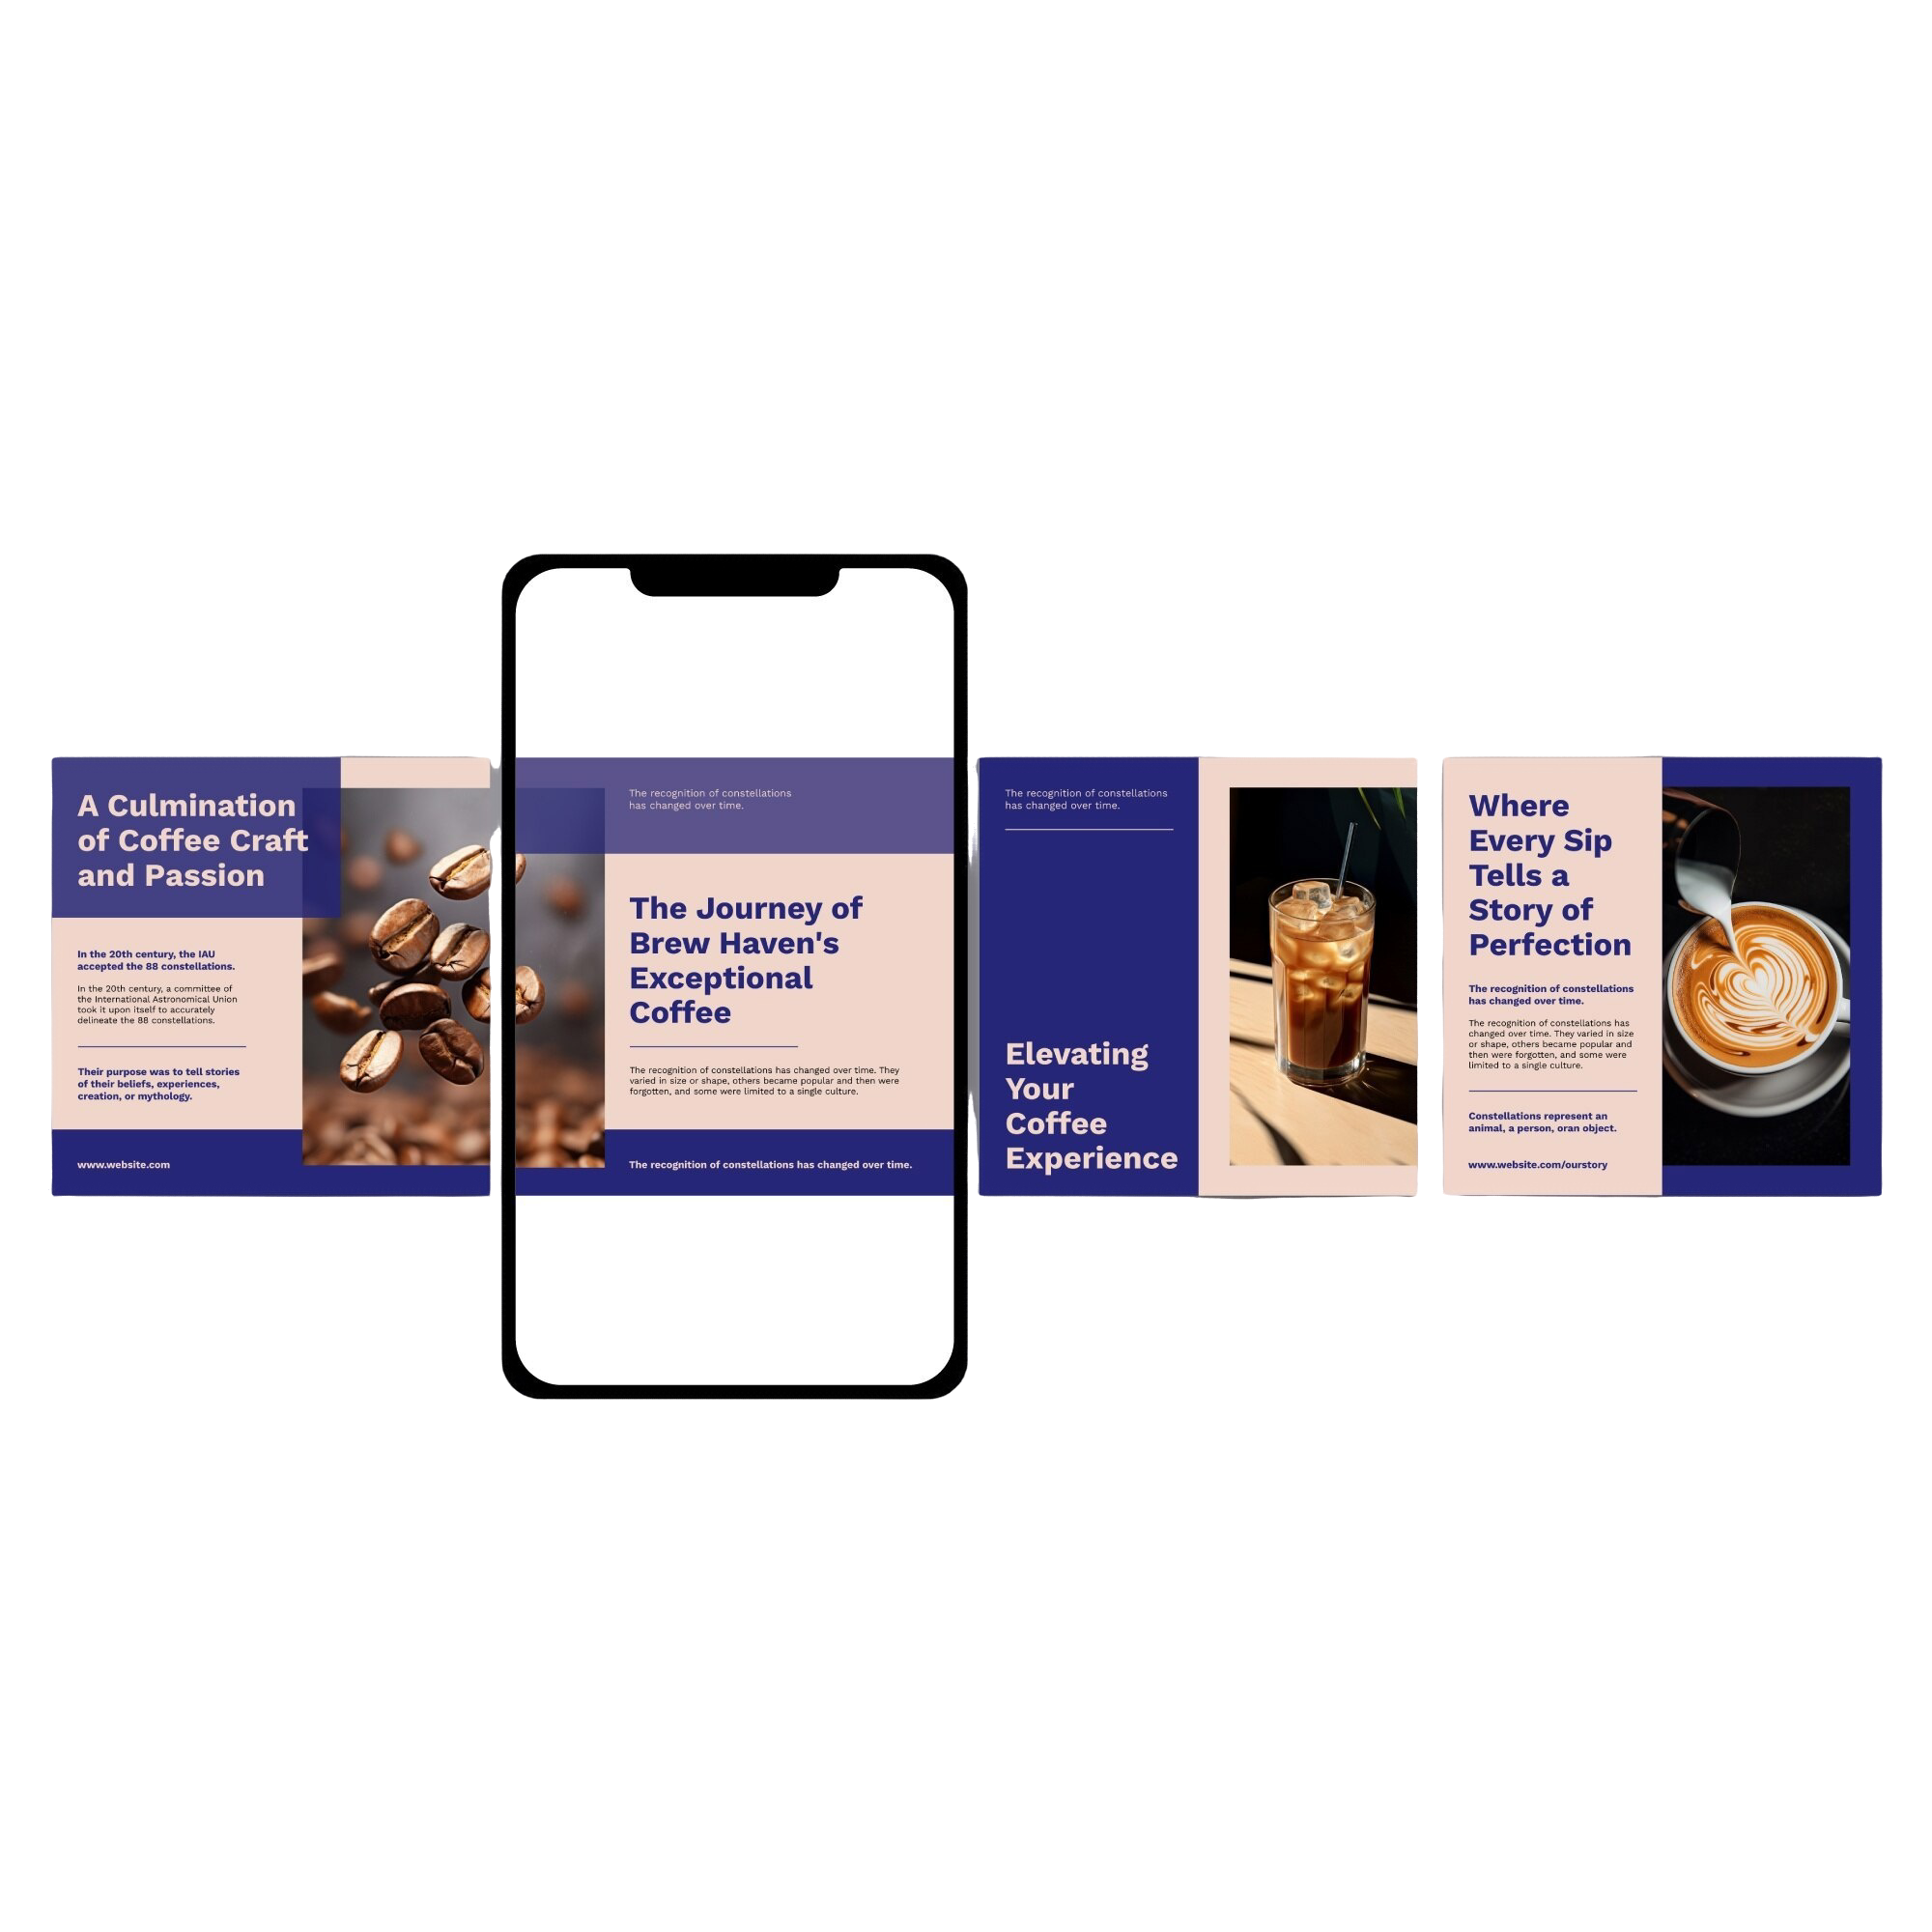 A Culmination
of Coffee Craft
and Passion
In the 20th century, the IAU
accepted the 88 constellations.
In the 20th century, a committee of
the International Astronomical Union
took it upon itself to accurately
delineate the 88 constellations.
Their purpose was to tell stories
of their beliefs, experiences,
creation, or mythology.
www.website.com
The recognition of constellations
has changed over time.
The Journey of
Brew Haven's
Exceptional
Coffee
The recognition of constellations has changed over time. They
varied in size or shape, others became popular and then were
forgotten, and some were limited to a single culture.
The recognition of constellations has changed over time.
The recognition of constellations
has changed over time.
Elevating
Your
Coffee
Experience
Where
Every Sip
Tells a
Story of
Perfection
The recognition of constellations
has changed over time.
The recognition of constellations has
changed over time. They varied in size
or shape, others became popular and
then were forgotten, and some were
limited to a single culture.
Constellations represent an
animal, a person, oran object.
www.website.com/ourstory